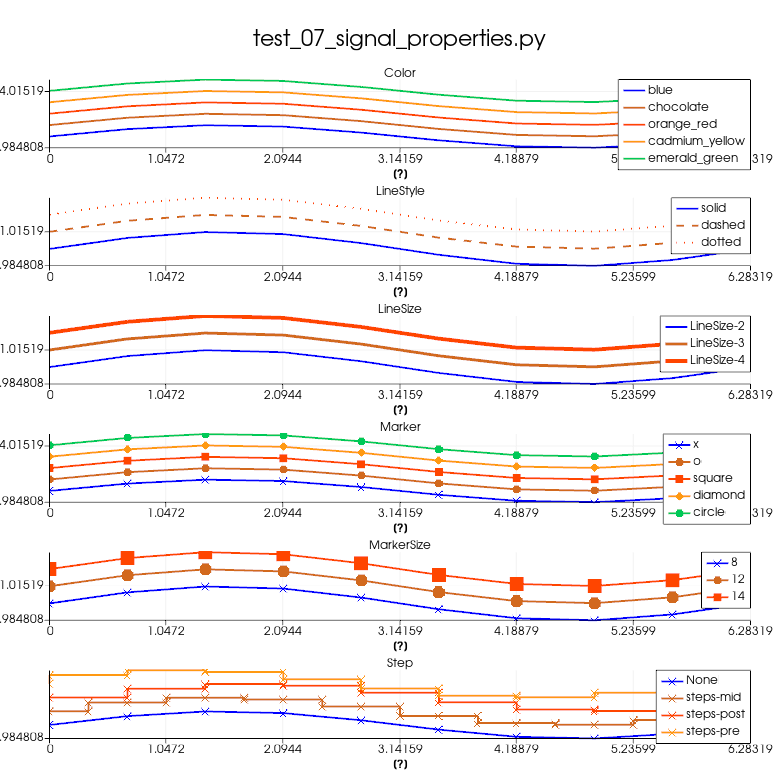 test_07_signal_properties.py
Color
4.01519
.984808
0 1.0472 2.0944 3.14159 4.18879 5 319
(?)
blue
chocolate
orange_red
cadmium_yellow
emerald_green
LineStyle
1.01519
.984808
0 1.0472 2.0944 3.14159 4.18879 5.23599 6.28319
(?)
solid
dashed
dotted
LineSize
1.01519
.984808
0 1.0472 2.0944 3.14159 4.18879 5.23599 6.28319
(?)
LineSize-2
LineSize-3
LineSize-4
Marker
4.01519
.984808
0 1.0472 2.0944 3.14159 4.18879 5.23599 319
(?)
x
o
square
diamond
circle
MarkerSize
1.01519
.984808
0 1.0472 2.0944 3.14159 4.18879 5.23599 6.28319
(?)
8
12
14
Step
.984808
0 1.0472 2.0944 3.14159 4.18879 5.23599 319
(?)
None
steps-mid
steps-post
steps-pre